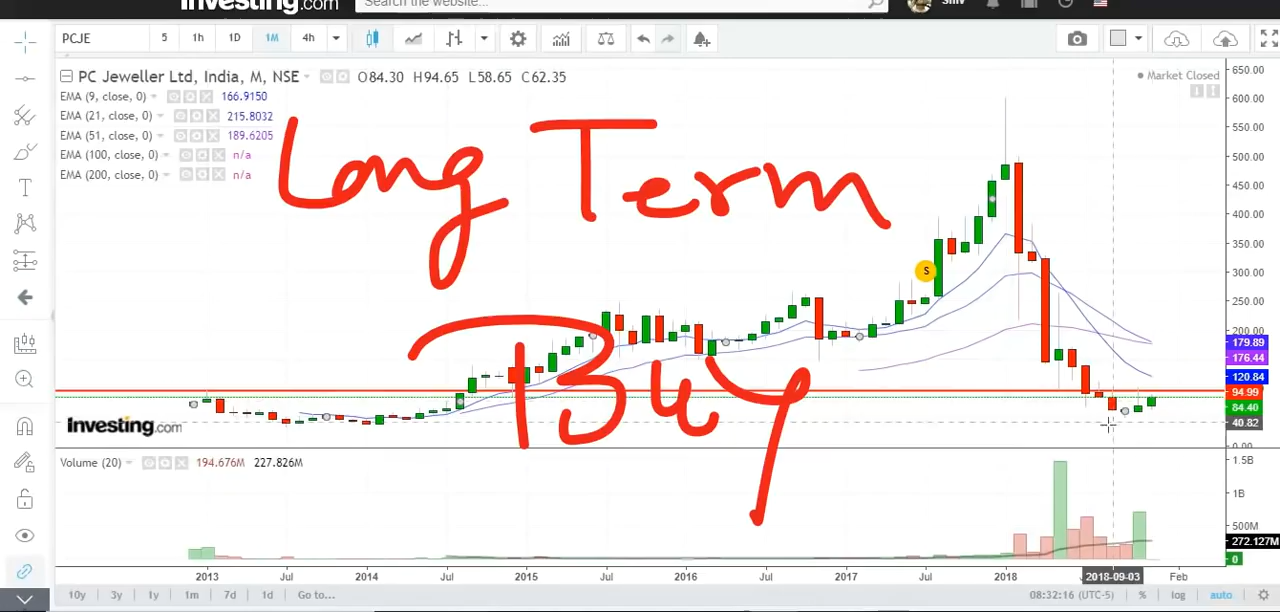 Investing.com Search the website... Shiv
PCJE 5 1h 1D 1M 4h
PC Jeweller Ltd, India, M, NSE O84.30 H94.65 L58.65 C62.35
Market Closed
EMA (9, close, 0) 166.9150
EMA (21, close, 0) 215.8032
EMA (51, close, 0) 189.6205
EMA (100, close, 0) n/a
EMA (200, close, 0) n/a
Long Term
Buy
S
650.00
600.00
550.00
500.00
450.00
400.00
350.00
300.00
250.00
200.00
179.89
176.44
120.84
94.99
84.40
40.82
0.00
Investing.com
Volume (20) 194.676M 227.826M
1.5B
1B
500M
272.127M
0
2013 Jul 2014 Jul 2015 Jul 2016 Jul 2017 Jul 2018 2018-09-03 Feb
10y 3y 1y 1m 7d 1d Go to... 08:32:16 (UTC-5) % log auto